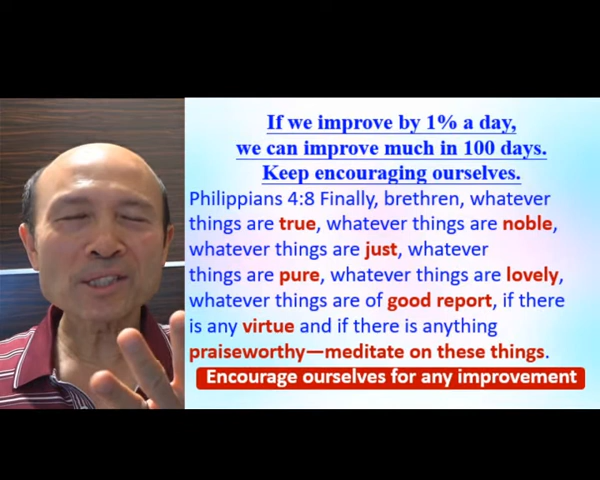 If we improve by 1% a day,
we can improve much in 100 days.
Keep encouraging ourselves.
Philippians 4:8 Finally, brethren, whatever
things are true, whatever things are noble,
whatever things are just, whatever
things are pure, whatever things are lovely,
whatever things are of good report, if there
is any virtue and if there is anything
praiseworthy—meditate on these things.
Encourage ourselves for any improvement